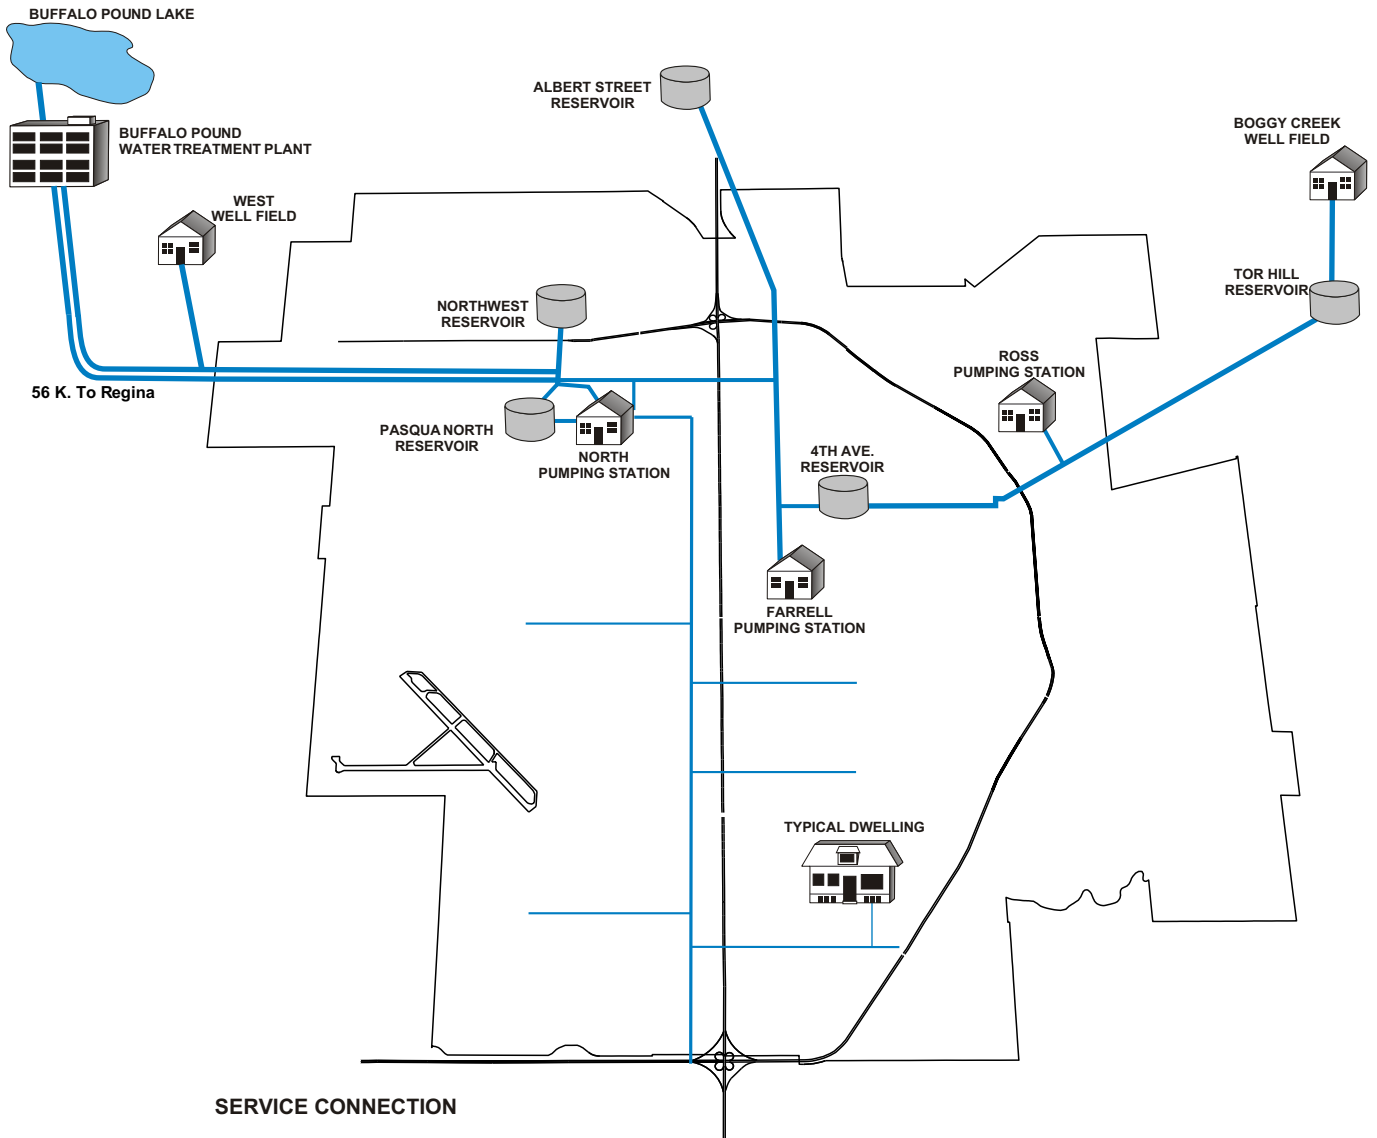 BUFFALO POUND LAKE
ALBERT STREET
RESERVOIR
BUFFALO POUND
WATER TREATMENT PLANT
BOGGY CREEK
WELL FIELD
WEST
WELL FIELD
TOR HILL
RESERVOIR
NORTHWEST
RESERVOIR
ROSS
PUMPING STATION
56 K. To Regina
PASQUA NORTH
RESERVOIR
NORTH
PUMPING STATION
4TH AVE.
RESERVOIR
FARRELL
PUMPING STATION
TYPICAL DWELLING
SERVICE CONNECTION